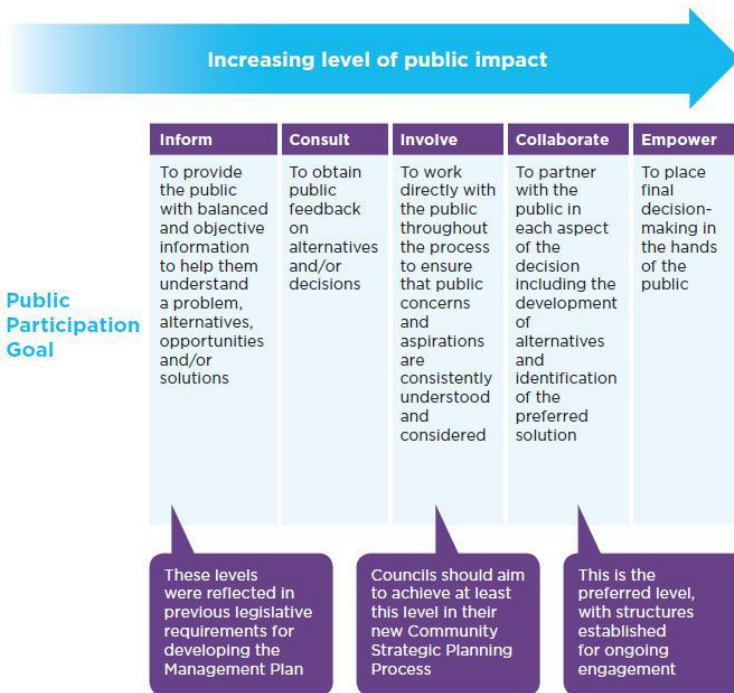 Increasing level of public impact
Public
Participation
Goal
Inform
To provide
the public
with balanced
and objective
information
to help them
understand
a problem,
alternatives,
opportunities
and/or
solutions
Consult
To obtain
public
feedback
on
alternatives
and/or
decisions
Involve
To work
directly with
the public
throughout
the process
to ensure
that public
concerns
and
aspirations
are
consistently
understood
and
considered
Collaborate
To partner
with the
public in
each aspect
of the
decision
including the
development
of
alternatives
and
identification
of the
preferred
solution
Empower
To place
final
decision-
making in
the hands
of the
public
These levels
were reflected in
previous legislative
requirements for
developing the
Management Plan
Councils should aim
to achieve at least
this level in their
new Community
Strategic Planning
Process
This is the
preferred level,
with structures
established
for ongoing
engagement